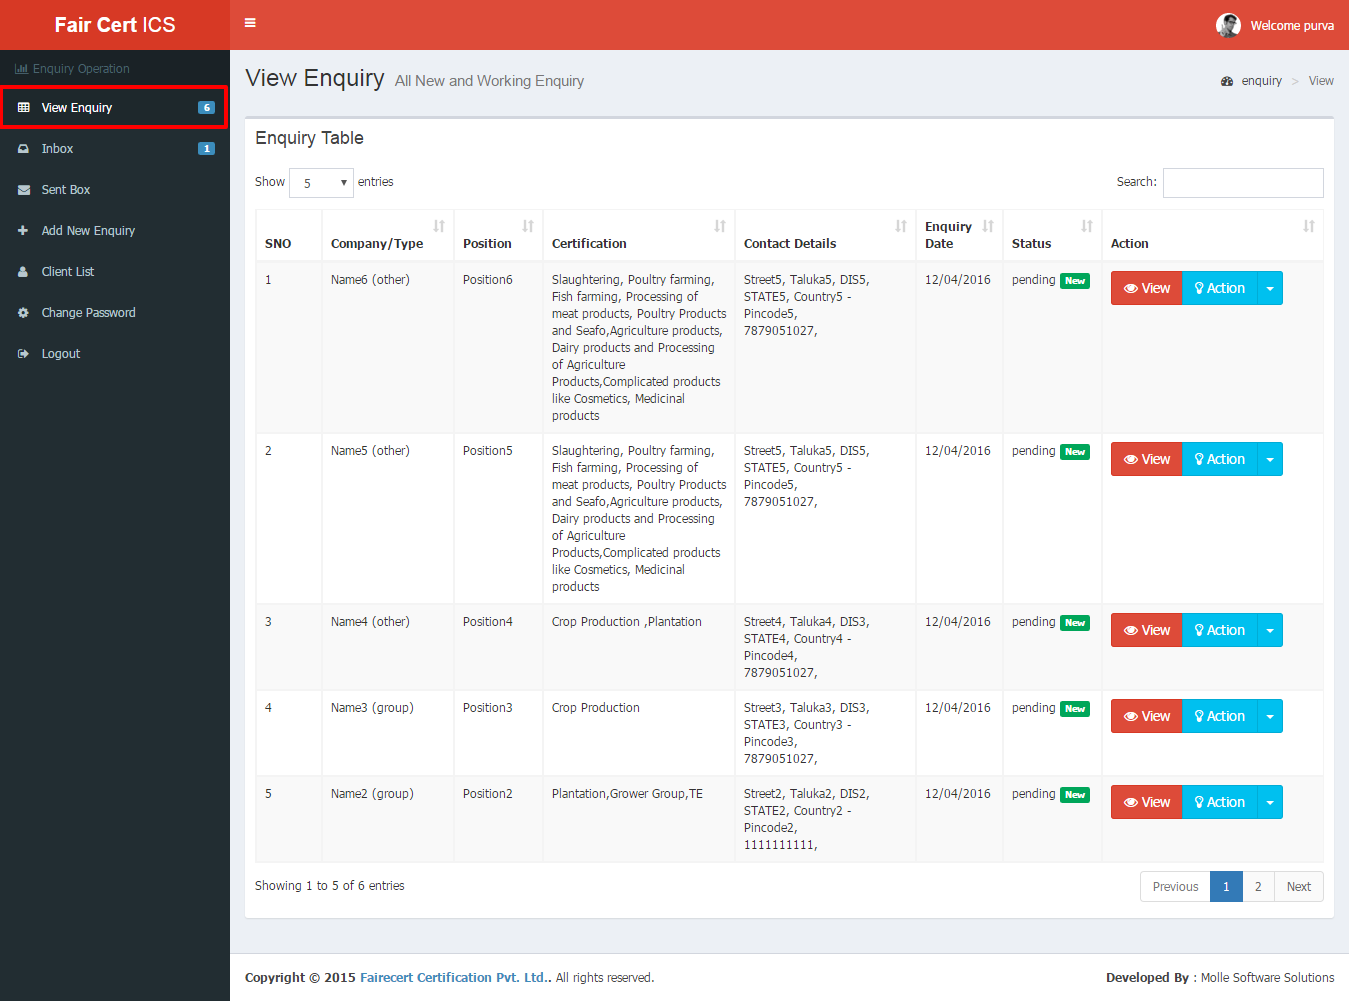 Fair Cert ICS
Welcome purva
Enquiry Operation
View Enquiry 6
Inbox 1
Sent Box
Add New Enquiry
Client List
Change Password
Logout
View Enquiry All New and Working Enquiry
enquiry > View
Enquiry Table
Show 5 entries
Search:
SNO Company/Type Position Certification Contact Details Enquiry Date Status Action
1 Name6 (other) Position6
Slaughtering, Poultry farming,
Fish farming, Processing of
meat products, Poultry Products
and Seafo,Agriculture products,
Dairy products and Processing
of Agriculture
Products,Complicated products
like Cosmetics, Medicinal
products
Street5, Taluka5, DIS5,
STATE5, Country5 -
Pincode5,
7879051027,
12/04/2016 pending New View Action
2 Name5 (other) Position5
Slaughtering, Poultry farming,
Fish farming, Processing of
meat products, Poultry Products
and Seafo,Agriculture products,
Dairy products and Processing
of Agriculture
Products,Complicated products
like Cosmetics, Medicinal
products
Street5, Taluka5, DIS5,
STATE5, Country5 -
Pincode5,
7879051027,
12/04/2016 pending New View Action
3 Name4 (other) Position4 Crop Production ,Plantation
Street4, Taluka4, DIS3,
STATE4, Country4 -
Pincode4,
7879051027,
12/04/2016 pending New View Action
4 Name3 (group) Position3 Crop Production
Street3, Taluka3, DIS3,
STATE3, Country3 -
Pincode3,
7879051027,
12/04/2016 pending New View Action
5 Name2 (group) Position2 Plantation,Grower Group,TE
Street2, Taluka2, DIS2,
STATE2, Country2 -
Pincode2,
1111111111,
12/04/2016 pending New View Action
Showing 1 to 5 of 6 entries
Previous 1 2 Next
Copyright © 2015 Fairecert Certification Pvt. Ltd.. All rights reserved.
Developed By : Molle Software Solutions